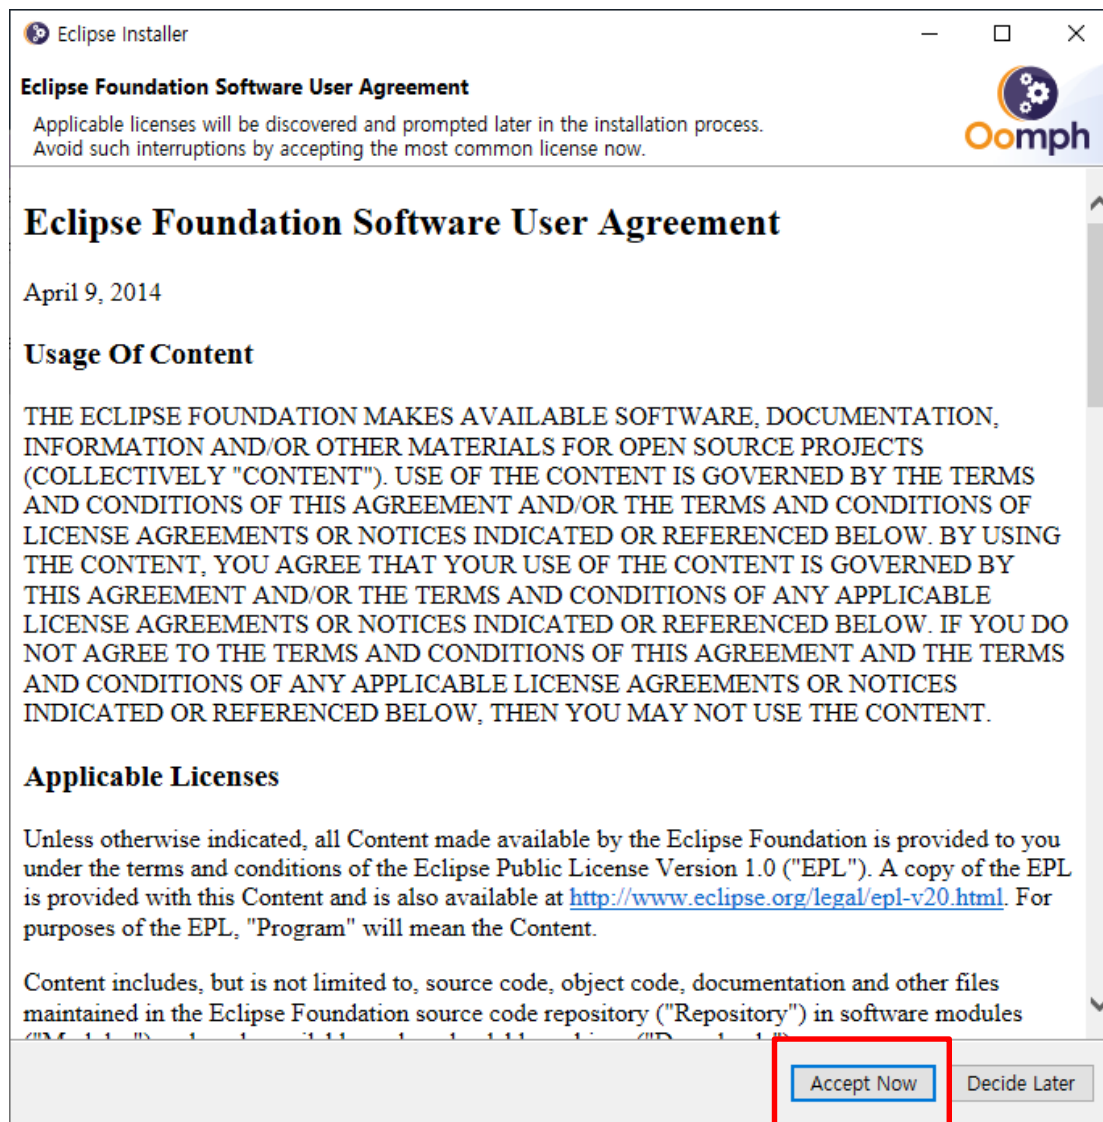 Eclipse Installer
Eclipse Foundation Software User Agreement
Applicable licenses will be discovered and prompted later in the installation process.
Avoid such interruptions by accepting the most common license now.
Oomph
Eclipse Foundation Software User Agreement
April 9, 2014
Usage Of Content
THE ECLIPSE FOUNDATION MAKES AVAILABLE SOFTWARE, DOCUMENTATION,
INFORMATION AND/OR OTHER MATERIALS FOR OPEN SOURCE PROJECTS
(COLLECTIVELY "CONTENT"). USE OF THE CONTENT IS GOVERNED BY THE TERMS
AND CONDITIONS OF THIS AGREEMENT AND/OR THE TERMS AND CONDITIONS OF
LICENSE AGREEMENTS OR NOTICES INDICATED OR REFERENCED BELOW. BY USING
THE CONTENT, YOU AGREE THAT YOUR USE OF THE CONTENT IS GOVERNED BY
THIS AGREEMENT AND/OR THE TERMS AND CONDITIONS OF ANY APPLICABLE
LICENSE AGREEMENTS OR NOTICES INDICATED OR REFERENCED BELOW. IF YOU DO
NOT AGREE TO THE TERMS AND CONDITIONS OF THIS AGREEMENT AND THE TERMS
AND CONDITIONS OF ANY APPLICABLE LICENSE AGREEMENTS OR NOTICES
INDICATED OR REFERENCED BELOW, THEN YOU MAY NOT USE THE CONTENT.
Applicable Licenses
Unless otherwise indicated, all Content made available by the Eclipse Foundation is provided to you
under the terms and conditions of the Eclipse Public License Version 1.0 ("EPL"). A copy of the EPL
is provided with this Content and is also available at http://www.eclipse.org/legal/epl-v20.html. For
purposes of the EPL, "Program" will mean the Content.
Content includes, but is not limited to, source code, object code, documentation and other files
maintained in the Eclipse Foundation source code repository ("Repository") in software modules
Accept Now
Decide Later